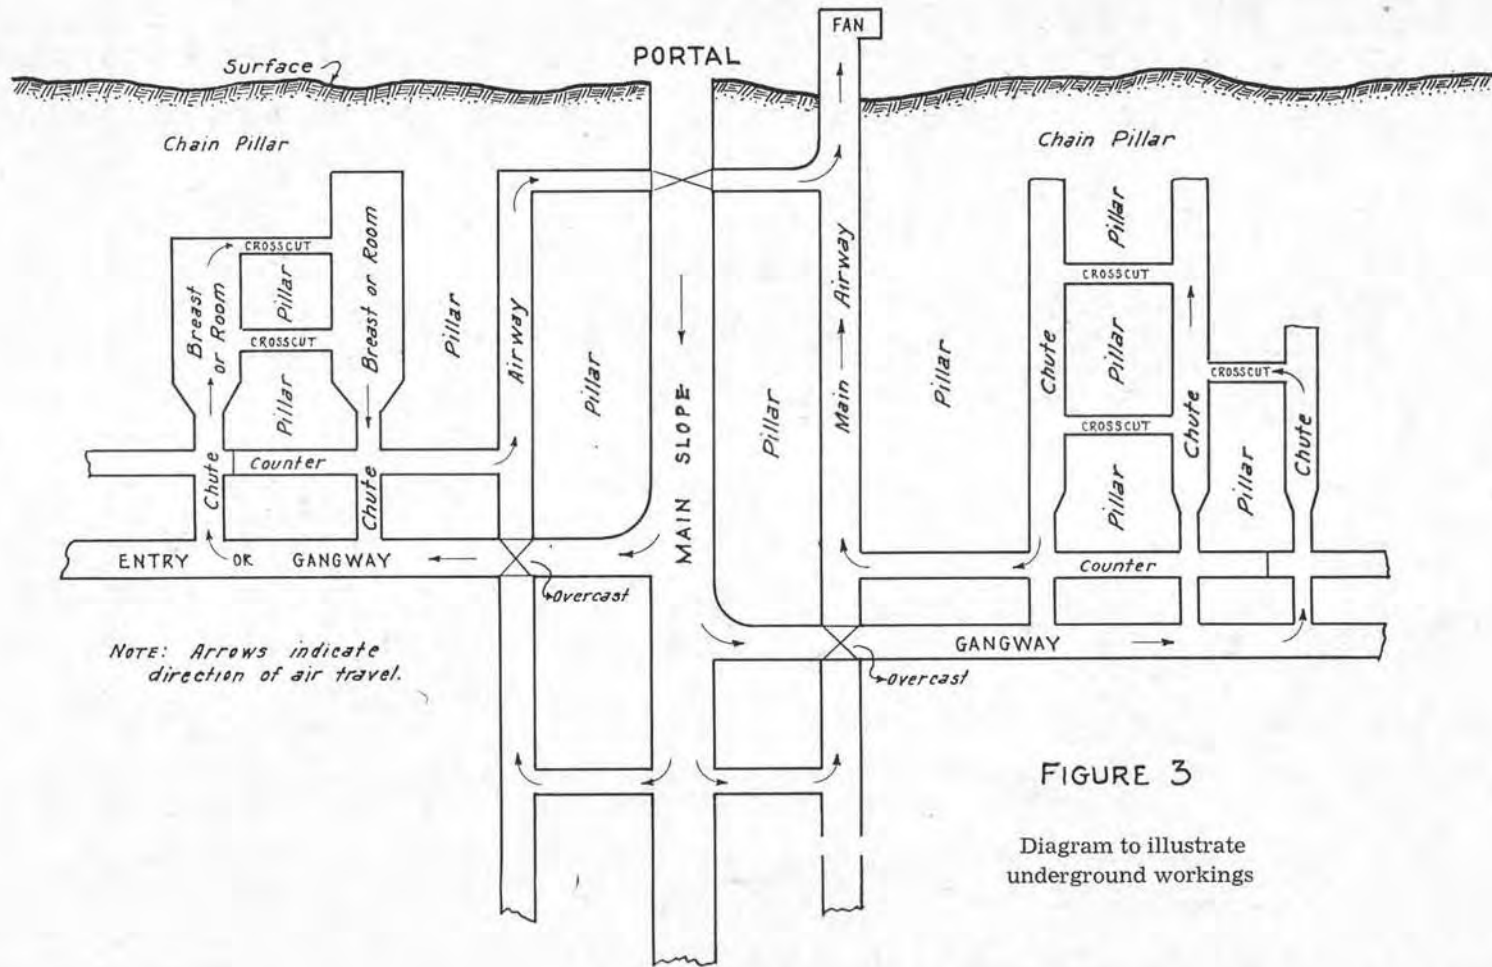 FAN
PORTAL
Surface
Chain Pillar
Chain Pillar
CROSSCUT
Breast
or Room
Pillar
Breast or Room
CROSSCUT
Pillar
Pillar
Airway
Pillar
MAIN SLOPE
Pillar
Main Airway
Pillar
Chute
Pillar
CROSSCUT
Pillar
CROSSCUT
Pillar
Chute
CROSSCUT
Pillar
Chute
Counter
Chute
Chute
Counter
ENTRY OR GANGWAY
Overcast
GANGWAY
Overcast
NOTE: Arrows indicate
direction of air travel.
FIGURE 3
Diagram to illustrate
underground workings